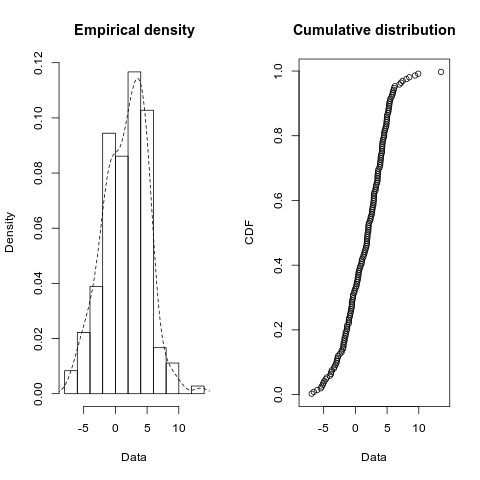 Empirical density
Density
0.00 0.02 0.04 0.06 0.08 0.10 0.12
-5 0 5 10
Data
Cumulative distribution
CDF
0.0 0.2 0.4 0.6 0.8 1.0
-5 0 5 10
Data